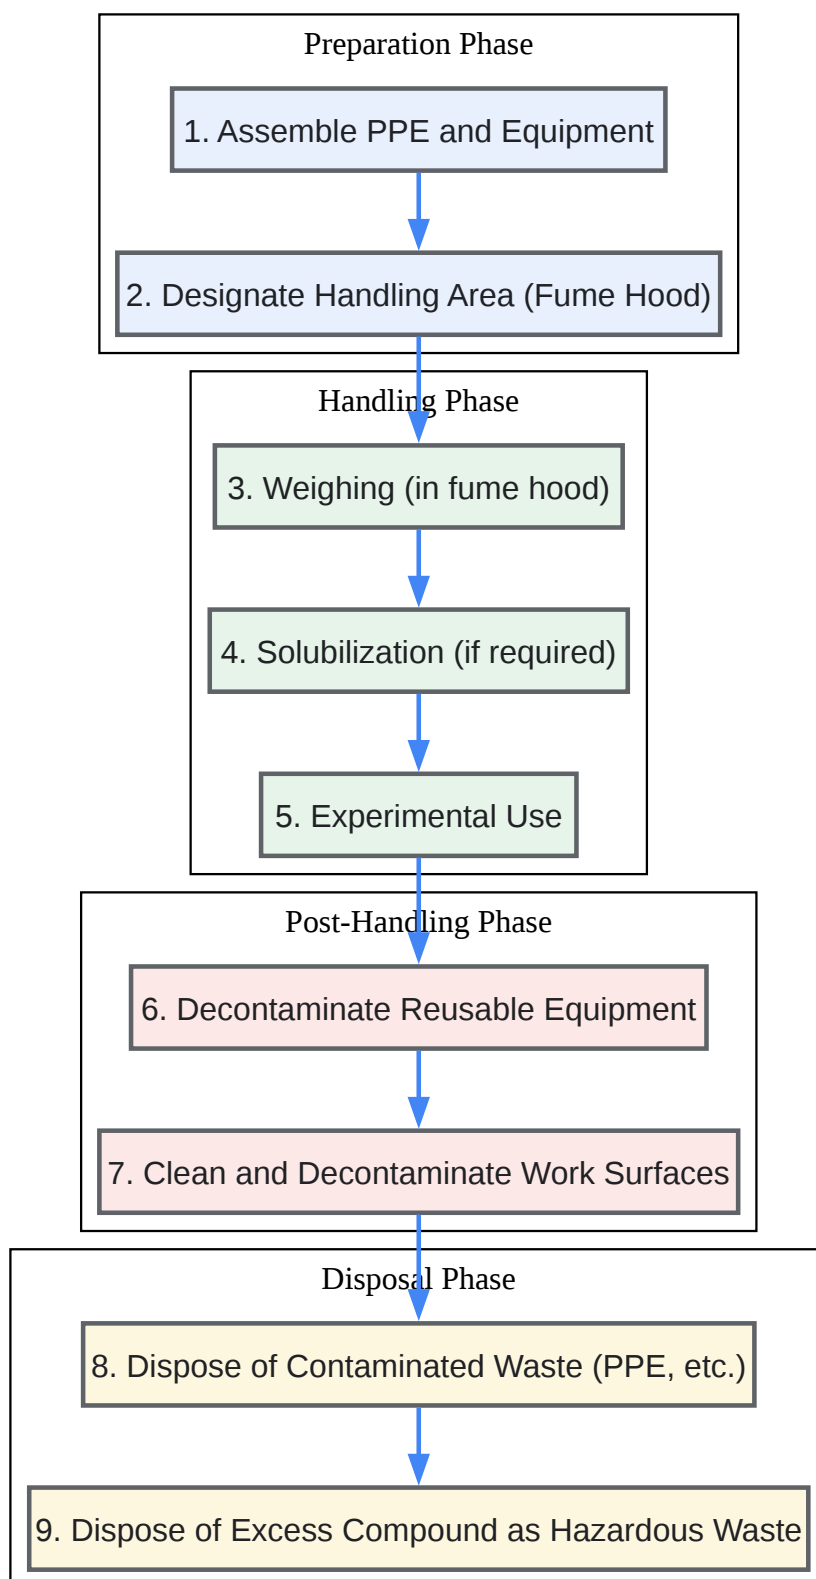 Preparation Phase
1. Assemble PPE and Equipment
2. Designate Handling Area (Fume Hood)
Handling Phase
3. Weighing (in fume hood)
4. Solubilization (if required)
5. Experimental Use
Post-Handling Phase
6. Decontaminate Reusable Equipment
7. Clean and Decontaminate Work Surfaces
Disposal Phase
8. Dispose of Contaminated Waste (PPE, etc.)
9. Dispose of Excess Compound as Hazardous Waste